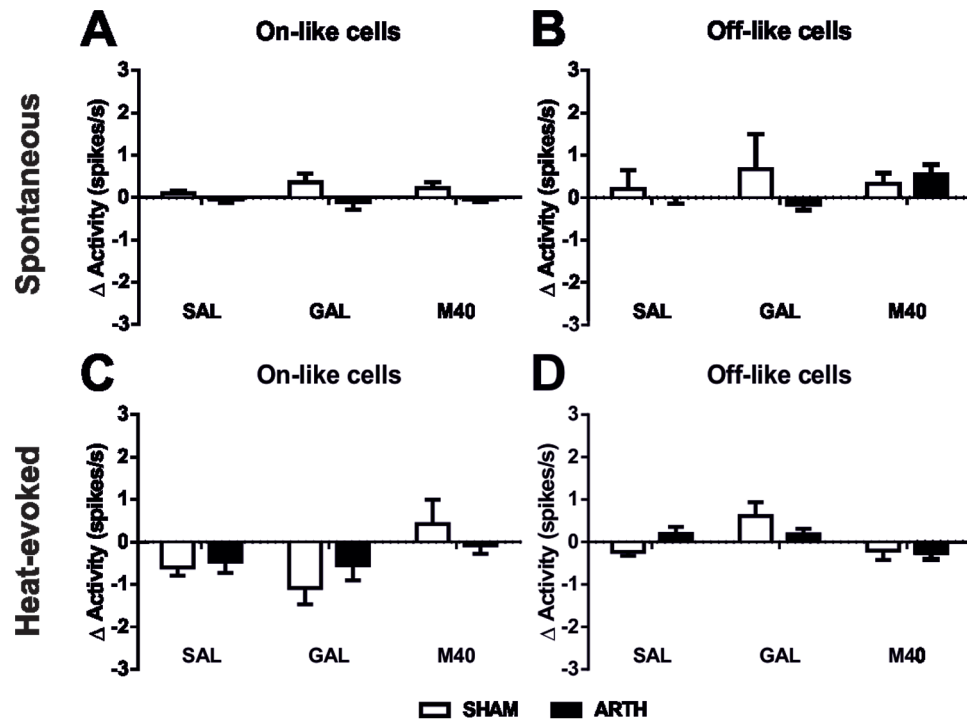 A
On-like cells
B
Off-like cells
Spontaneous
Δ Activity (spikes/s)
3
2
1
0
-1
-2
-3
SAL GAL M40
Δ Activity (spikes/s)
3
2
1
0
-1
-2
-3
SAL GAL M40
C
On-like cells
D
Off-like cells
Heat-evoked
Δ Activity (spikes/s)
3
2
1
0
-1
-2
-3
SAL GAL M40
Δ Activity (spikes/s)
3
2
1
0
-1
-2
-3
SAL GAL M40
SHAM ARTH